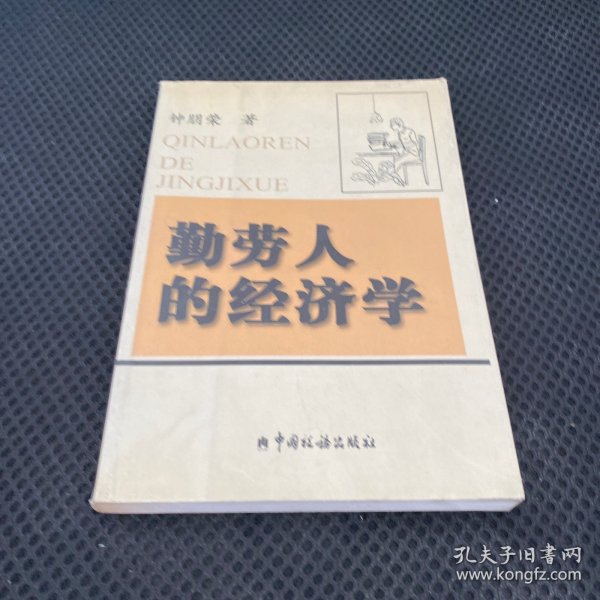 钟朋荣 著
QINLAOREN
DE
JINGJIXUE
勤劳人
的经济学
中国经济出版社
孔夫子旧书网
www.kongfz.com